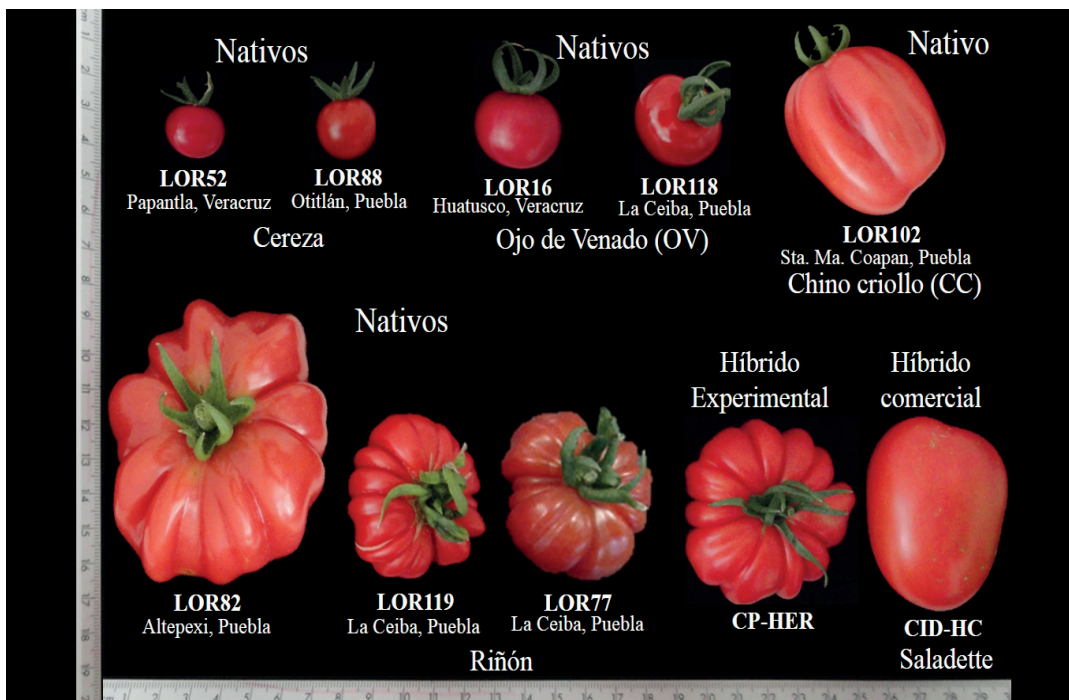 Nativos
LOR52
Papantla, Veracruz
LOR88
Otitlán, Puebla
Cereza
Nativos
LOR16
Huatusco, Veracruz
LOR118
La Ceiba, Puebla
Ojo de Venado (OV)
Nativo
LOR102
Sta. Ma. Coapan, Puebla
Chino criollo (CC)
Nativos
LOR82
Altepexi, Puebla
LOR119
La Ceiba, Puebla
LOR77
La Ceiba, Puebla
Riñón
Híbrido
Experimental
CP-HER
Híbrido
comercial
CID-HC
Saladette